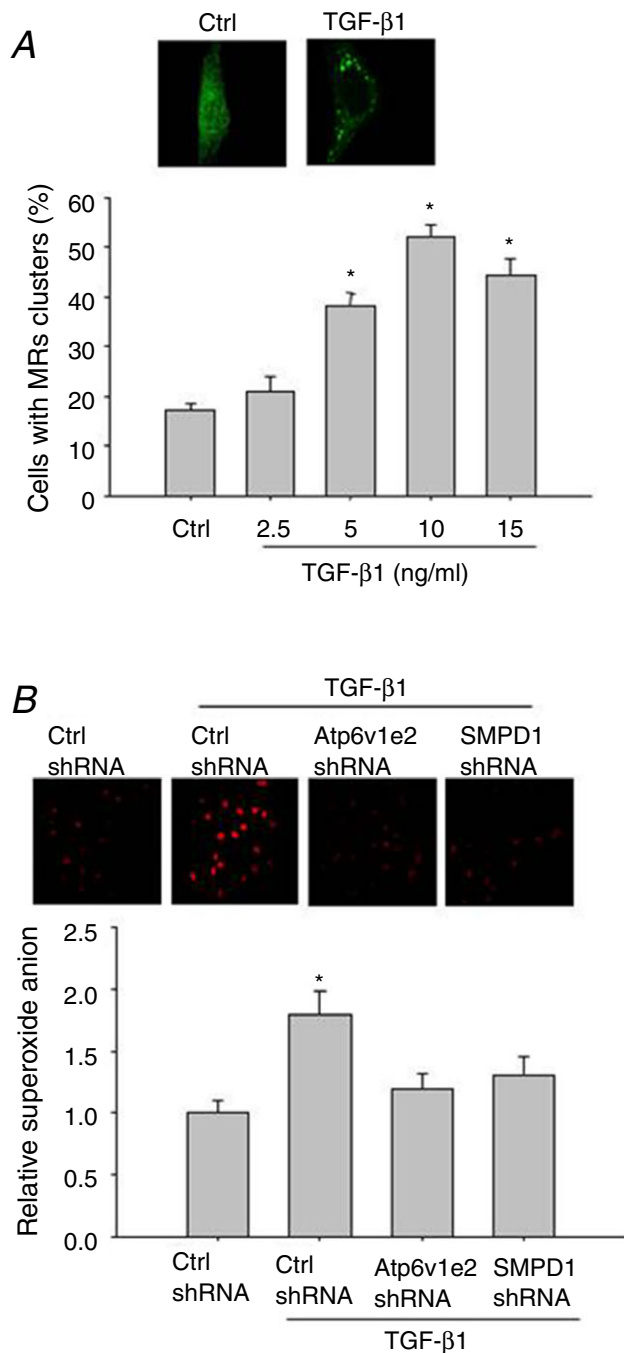 A
Ctrl TGF-β1
Cells with MRs clusters (%)
60
50
40
30
20
10
0
* * *
Ctrl 2.5 5 10 15
TGF-β1 (ng/ml)
B
TGF-β1
Ctrl Ctrl Atp6v1e2 SMPD1
shRNA shRNA shRNA shRNA
Relative superoxide anion
2.5
2.0
1.5
1.0
0.5
0.0
*
Ctrl Ctrl Atp6v1e2 SMPD1
shRNA shRNA shRNA shRNA
TGF-β1